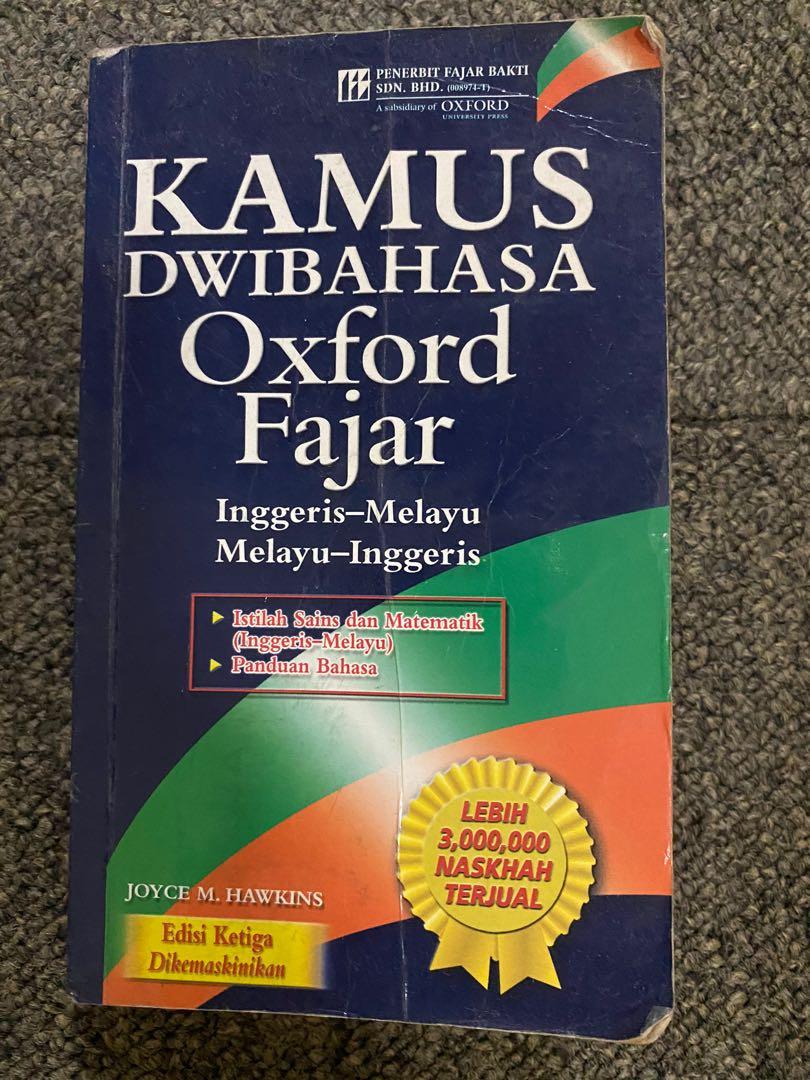 PENERBIT FAJAR BAKTI
SDN. BHD. (008974-T)
A subsidiary of OXFORD
UNIVERSITY PRESS
KAMUS
DWIBAHASA
Oxford
Fajar
Inggeris–Melayu
Melayu–Inggeris
Istilah Sains dan Matematik
(Inggeris–Melayu)
Panduan Bahasa
LEBIH
3,000,000
NASKHAH
TERJUAL
JOYCE M. HAWKINS
Edisi Ketiga
Dikemaskinikan